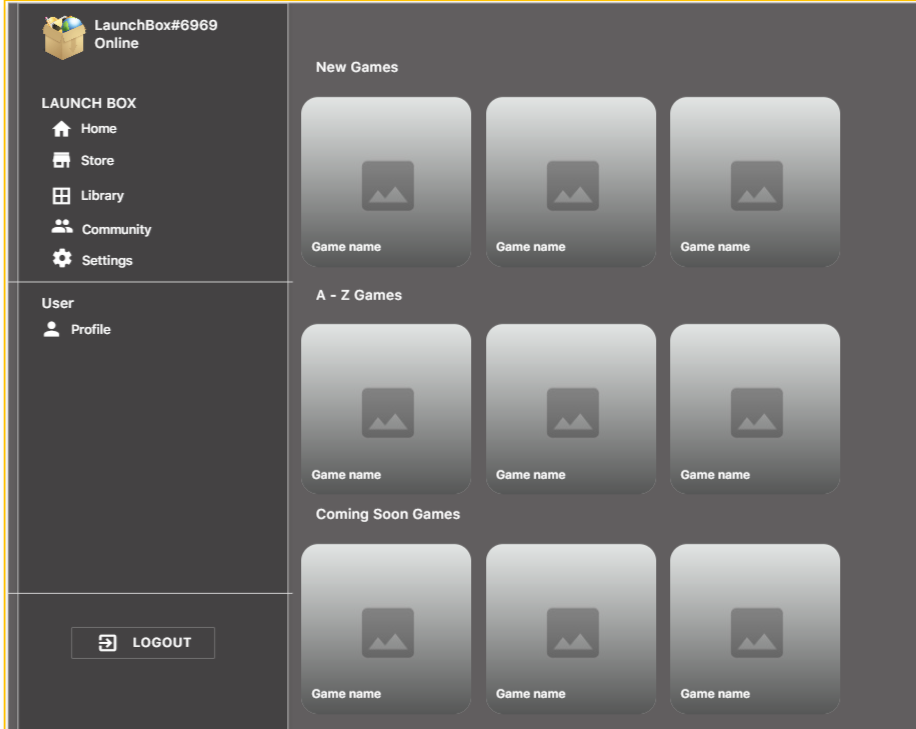 LaunchBox#6969
Online
LAUNCH BOX
Home
Store
Library
Community
Settings
User
Profile
LOGOUT
New Games
Game name
Game name
Game name
A - Z Games
Game name
Game name
Game name
Coming Soon Games
Game name
Game name
Game name